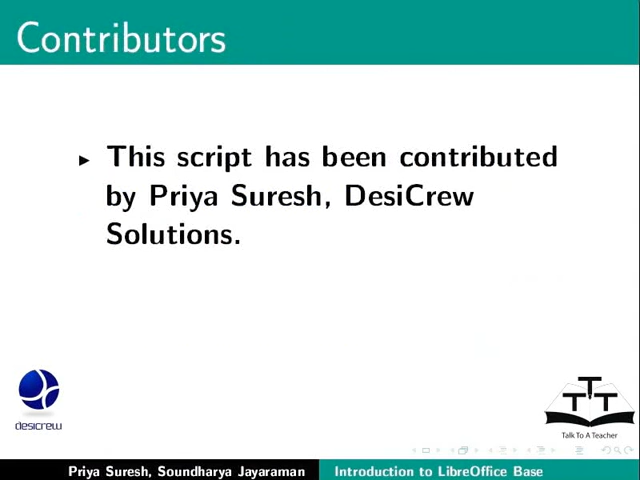 Contributors
This script has been contributed
by Priya Suresh, DesiCrew
Solutions.
desicrew
T T T
Talk To A Teacher
Priya Suresh, Soundharya Jayaraman Introduction to LibreOffice Base